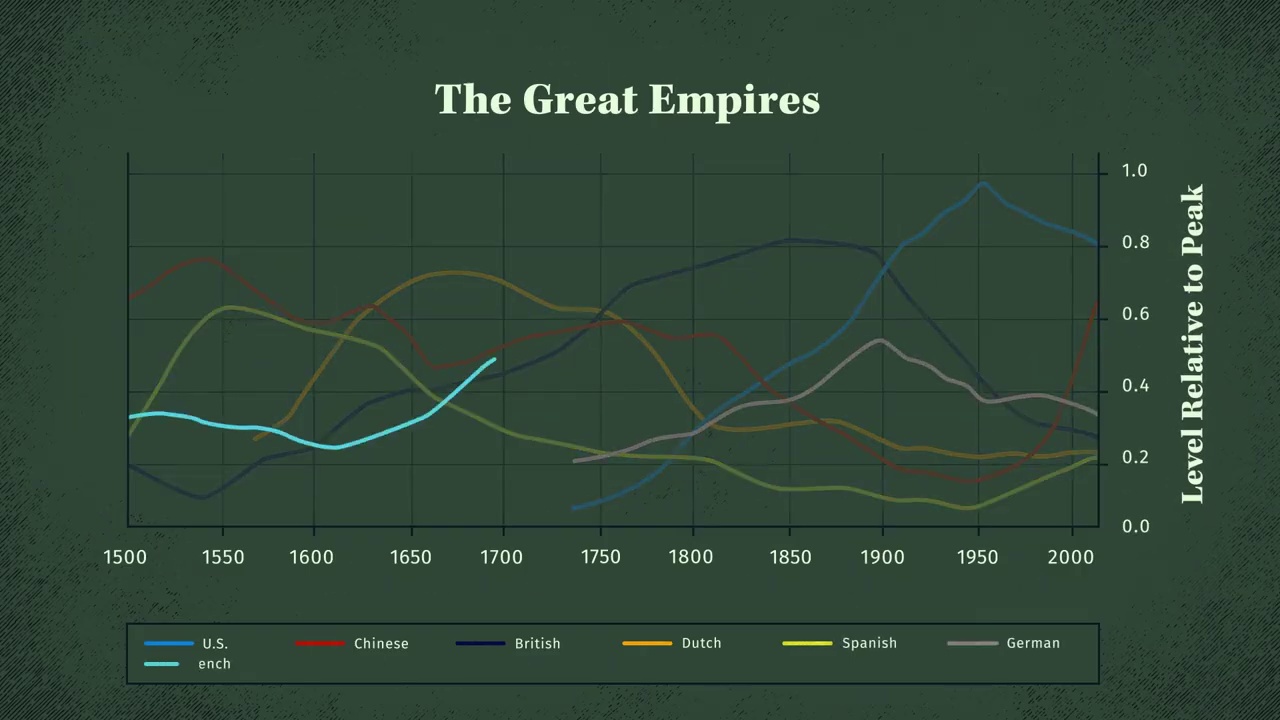 The Great Empires
1.0
0.8
0.6
0.4
0.2
0.0
Level Relative to Peak
1500 1550 1600 1650 1700 1750 1800 1850 1900 1950 2000
U.S. Chinese British Dutch Spanish German
ench